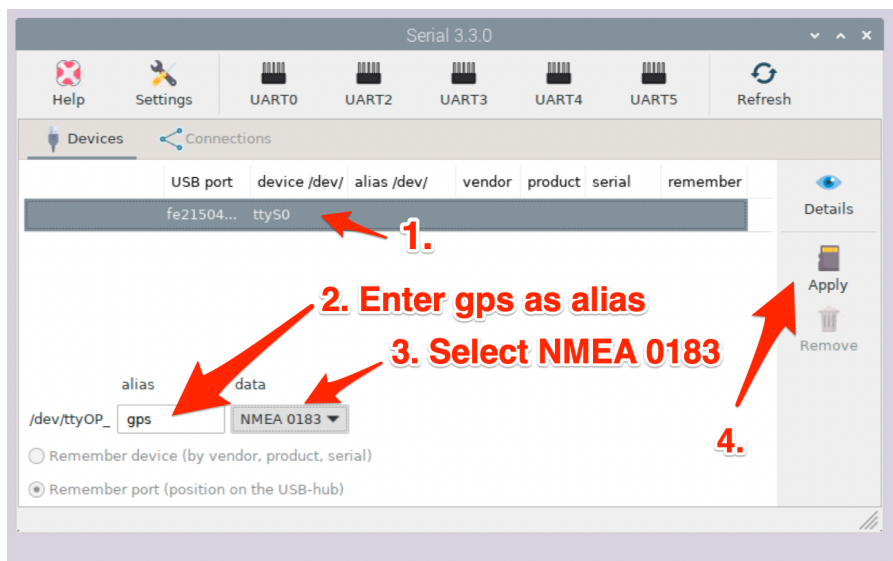 Serial 3.3.0
Help Settings UART0 UART2 UART3 UART4 UART5 Refresh
Devices Connections
USB port device /dev/ alias /dev/ vendor product serial remember
fe21504... ttyS0
1.
Details
Apply
Remove
2. Enter gps as alias
3. Select NMEA 0183
4.
alias data
/dev/ttyOP_ gps NMEA 0183
Remember device (by vendor, product, serial)
Remember port (position on the USB-hub)